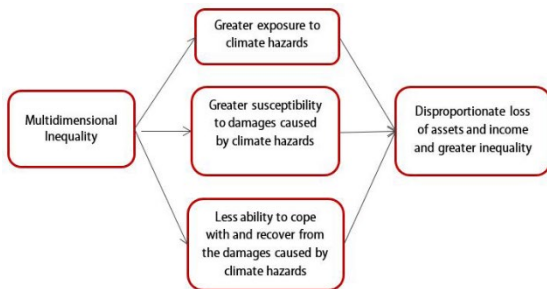 Greater exposure to
climate hazards
Multidimensional
Inequality
Greater susceptibility
to damages caused
by climate hazards
Disproportionate loss
of assets and income
and greater inequality
Less ability to cope
with and recover from
the damages caused by
climate hazards